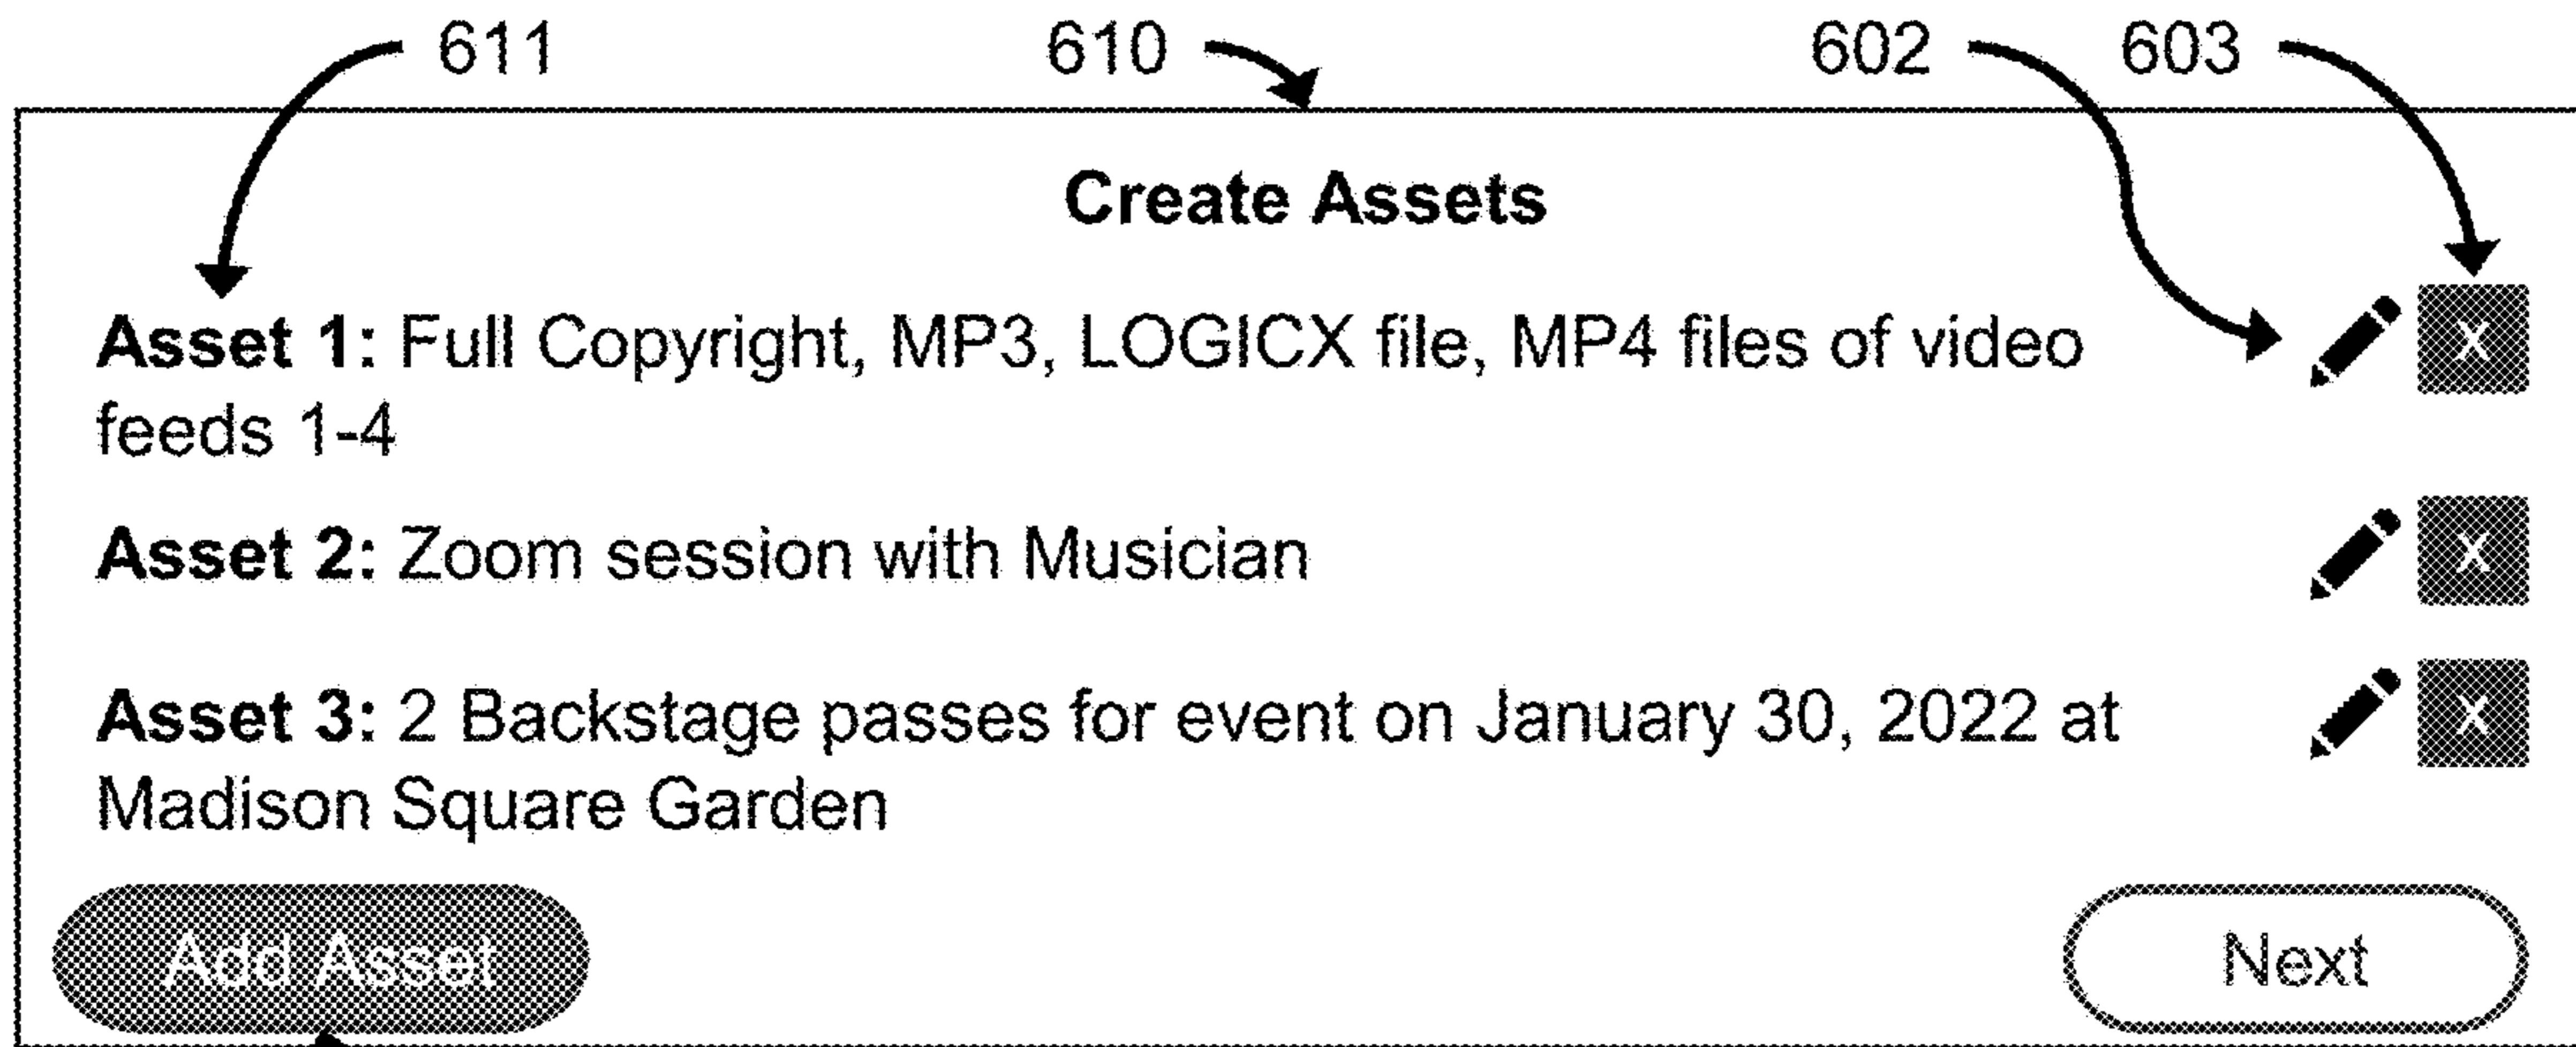 611 610 602 603
Create Assets
Asset 1: Full Copyright, MP3, LOGICX file, MP4 files of video
feeds 1-4
X
Asset 2: Zoom session with Musician
X
Asset 3: 2 Backstage passes for event on January 30, 2022 at
Madison Square Garden
X
Add Asset
Next